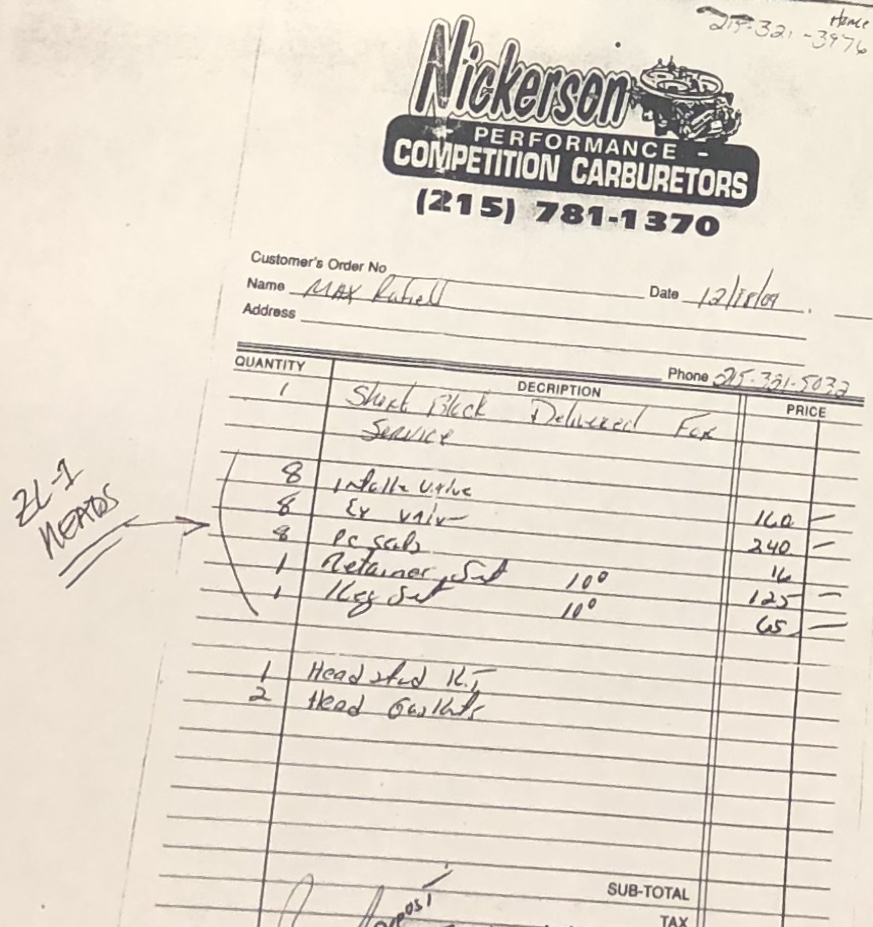 Home
215-321-3976
Nickerson
PERFORMANCE -
COMPETITION CARBURETORS
(215) 781-1370
Customer's Order No
Name MAX Date 12/18/09
Address
Phone 215-321-5032
QUANTITY DECRIPTION PRICE
1 Short Block Delivered For
Service
8 intake valve
8 Ex valv 160 —
8 PC seals 240 —
1 Retainer Set 10° 16
1 Key Set 10° 125 —
65 —
ZL-1
HEADS
1 Head stud KiT
2 Head Gaskets
SUB-TOTAL
TAX